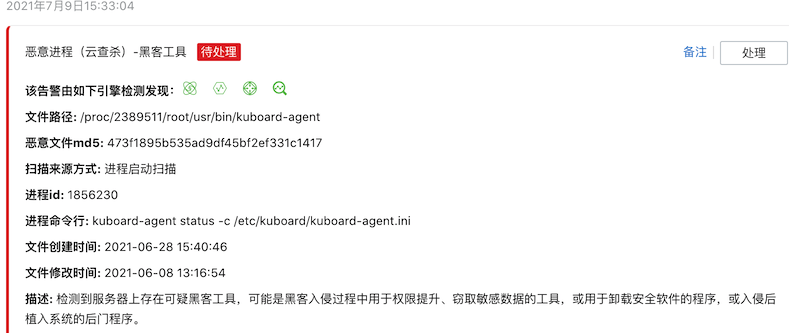 2021年7月9日15:33:04
恶意进程（云查杀）-黑客工具 待处理 备注 处理
该告警由如下引擎检测发现：
文件路径: /proc/2389511/root/usr/bin/kuboard-agent
恶意文件md5: 473f1895b535ad9df45bf2ef331c1417
扫描来源方式: 进程启动扫描
进程id: 1856230
进程命令行: kuboard-agent status -c /etc/kuboard/kuboard-agent.ini
文件创建时间: 2021-06-28 15:40:46
文件修改时间: 2021-06-08 13:16:54
描述: 检测到服务器上存在可疑黑客工具，可能是黑客入侵过程中用于权限提升、窃取敏感数据的工具，或用于卸载安全软件的程序，或入侵后
植入系统的后门程序。